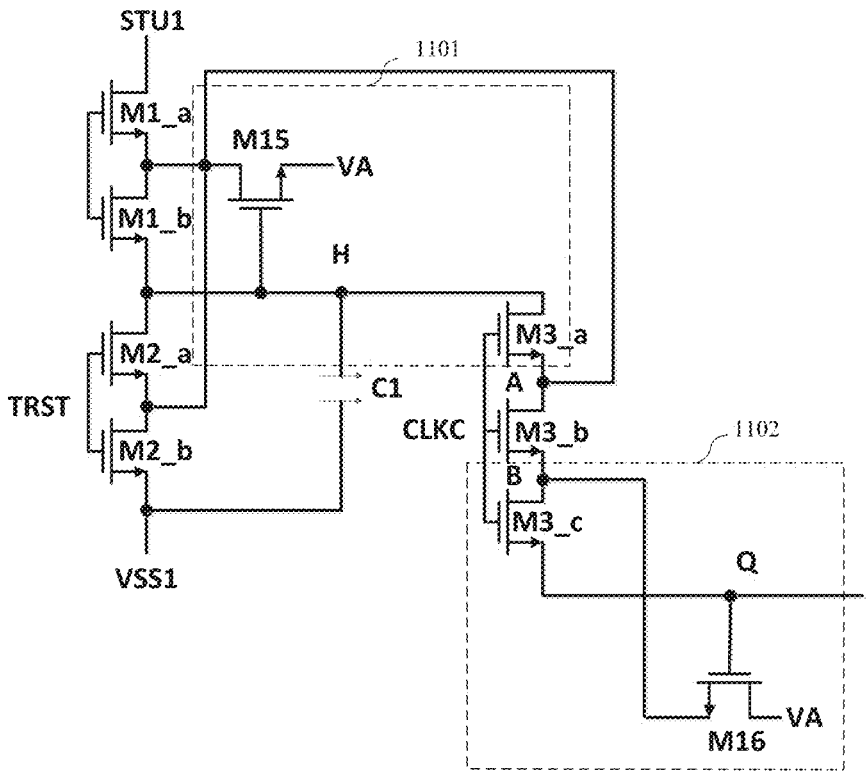 STU1
1101
M1_a
M15
VA
M1_b
H
M2_a
M3_a
TRST
C1
A
CLKC
M3_b
1102
M2_b
B
M3_c
VSS1
Q
VA
M16